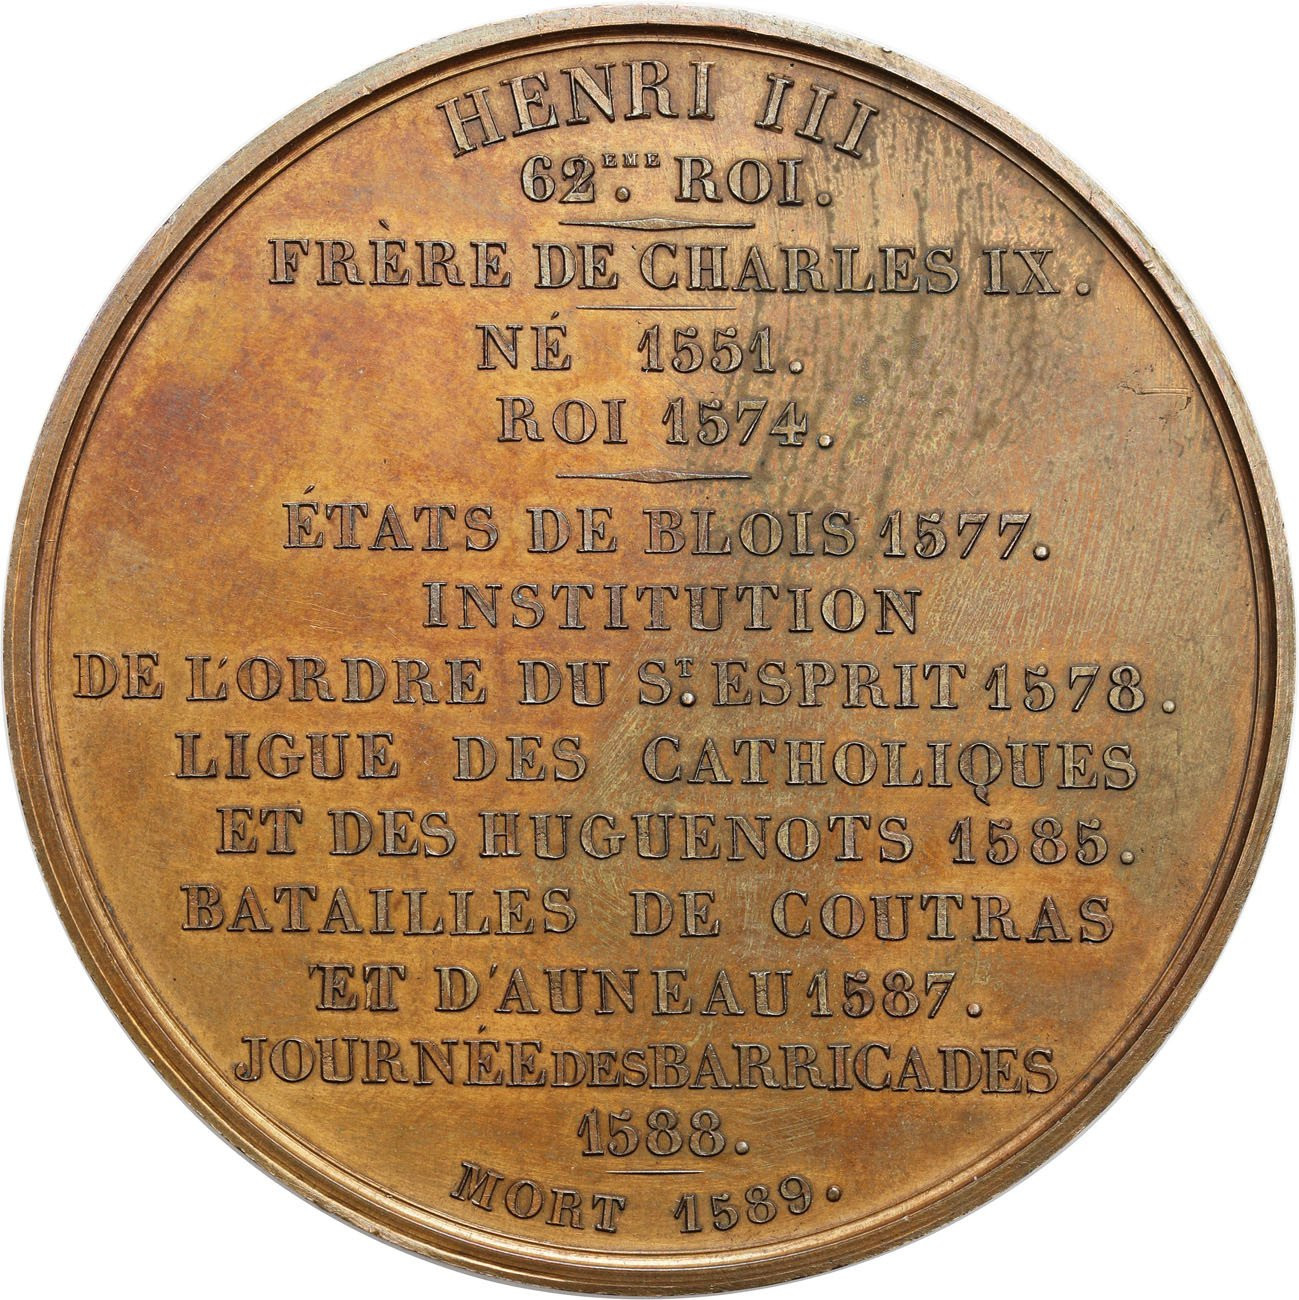 HENRI III
62.EME ROI.
FRÈRE DE CHARLES IX.
NÉ 1551.
ROI 1574.
ÉTATS DE BLOIS 1577.
INSTITUTION
DE L'ORDRE DU ST. ESPRIT 1578.
LIGUE DES CATHOLIQUES
ET DES HUGUENOTS 1585.
BATAILLES DE COUTRAS
ET D'AUNEAU 1587.
JOURNÉE DES BARRICADES
1588.
MORT 1589.